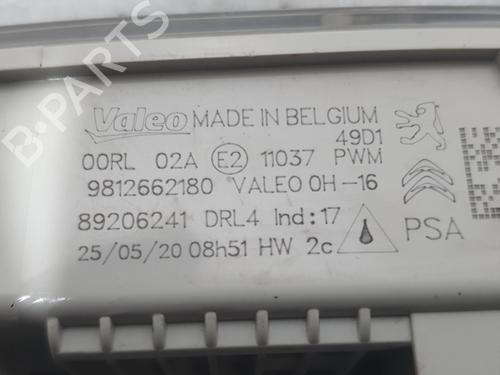 Valeo MADE IN BELGIUM
49D1
00RL 02A E2 11037 PWM
9812662180 VALEO 0H-16
89206241 DRL4 Ind:17
25/05/20 08h51 HW 2c
PSA